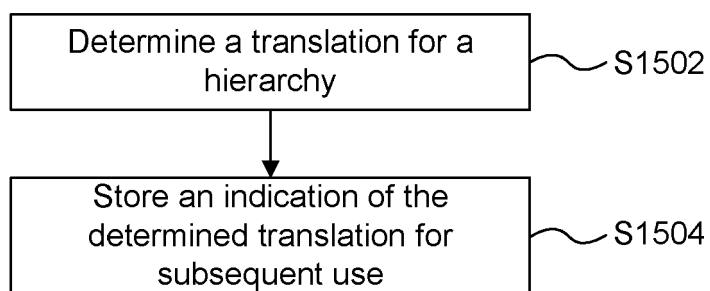 Determine a translation for a
hierarchy
S1502
Store an indication of the
determined translation for
subsequent use
S1504